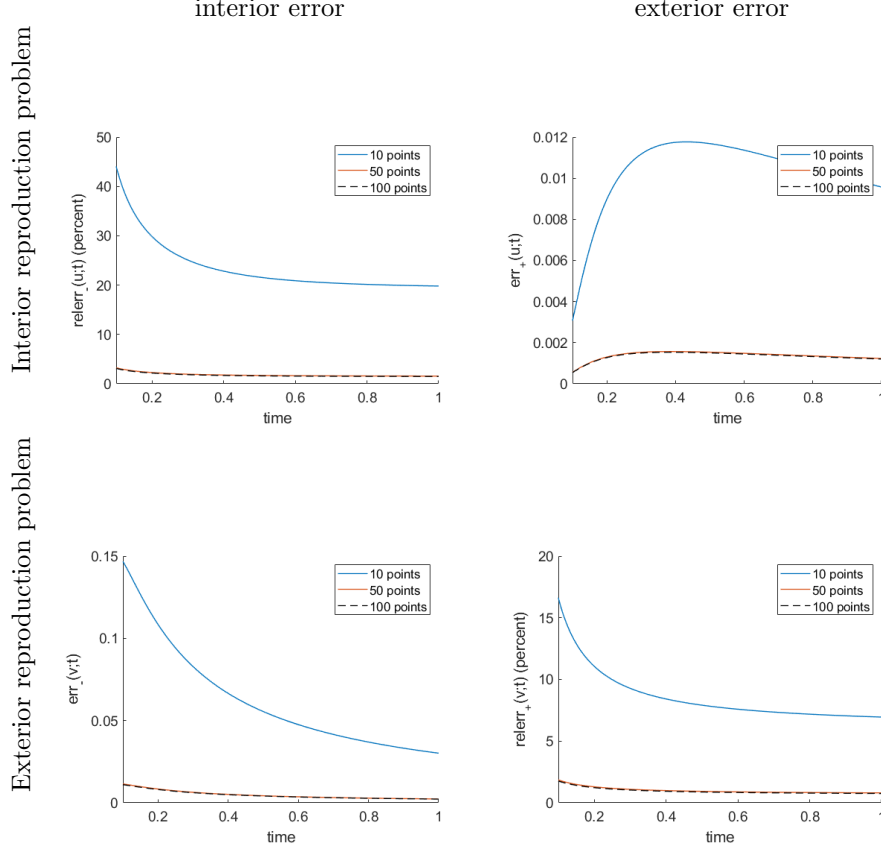 interior error
exterior error
Interior reproduction problem
50
40
30
20
10
0
0.2
0.4
0.6
0.8
1
relerr_(u;t) (percent)
time
10 points
50 points
100 points
0.012
0.01
0.008
0.006
0.004
0.002
0
0.2
0.4
0.6
0.8
1
err+(u;t)
time
10 points
50 points
100 points
Exterior reproduction problem
0.15
0.1
0.05
0
0.2
0.4
0.6
0.8
1
err_(v;t)
time
10 points
50 points
100 points
20
15
10
5
0
0.2
0.4
0.6
0.8
1
relerr+(v;t) (percent)
time
10 points
50 points
100 points